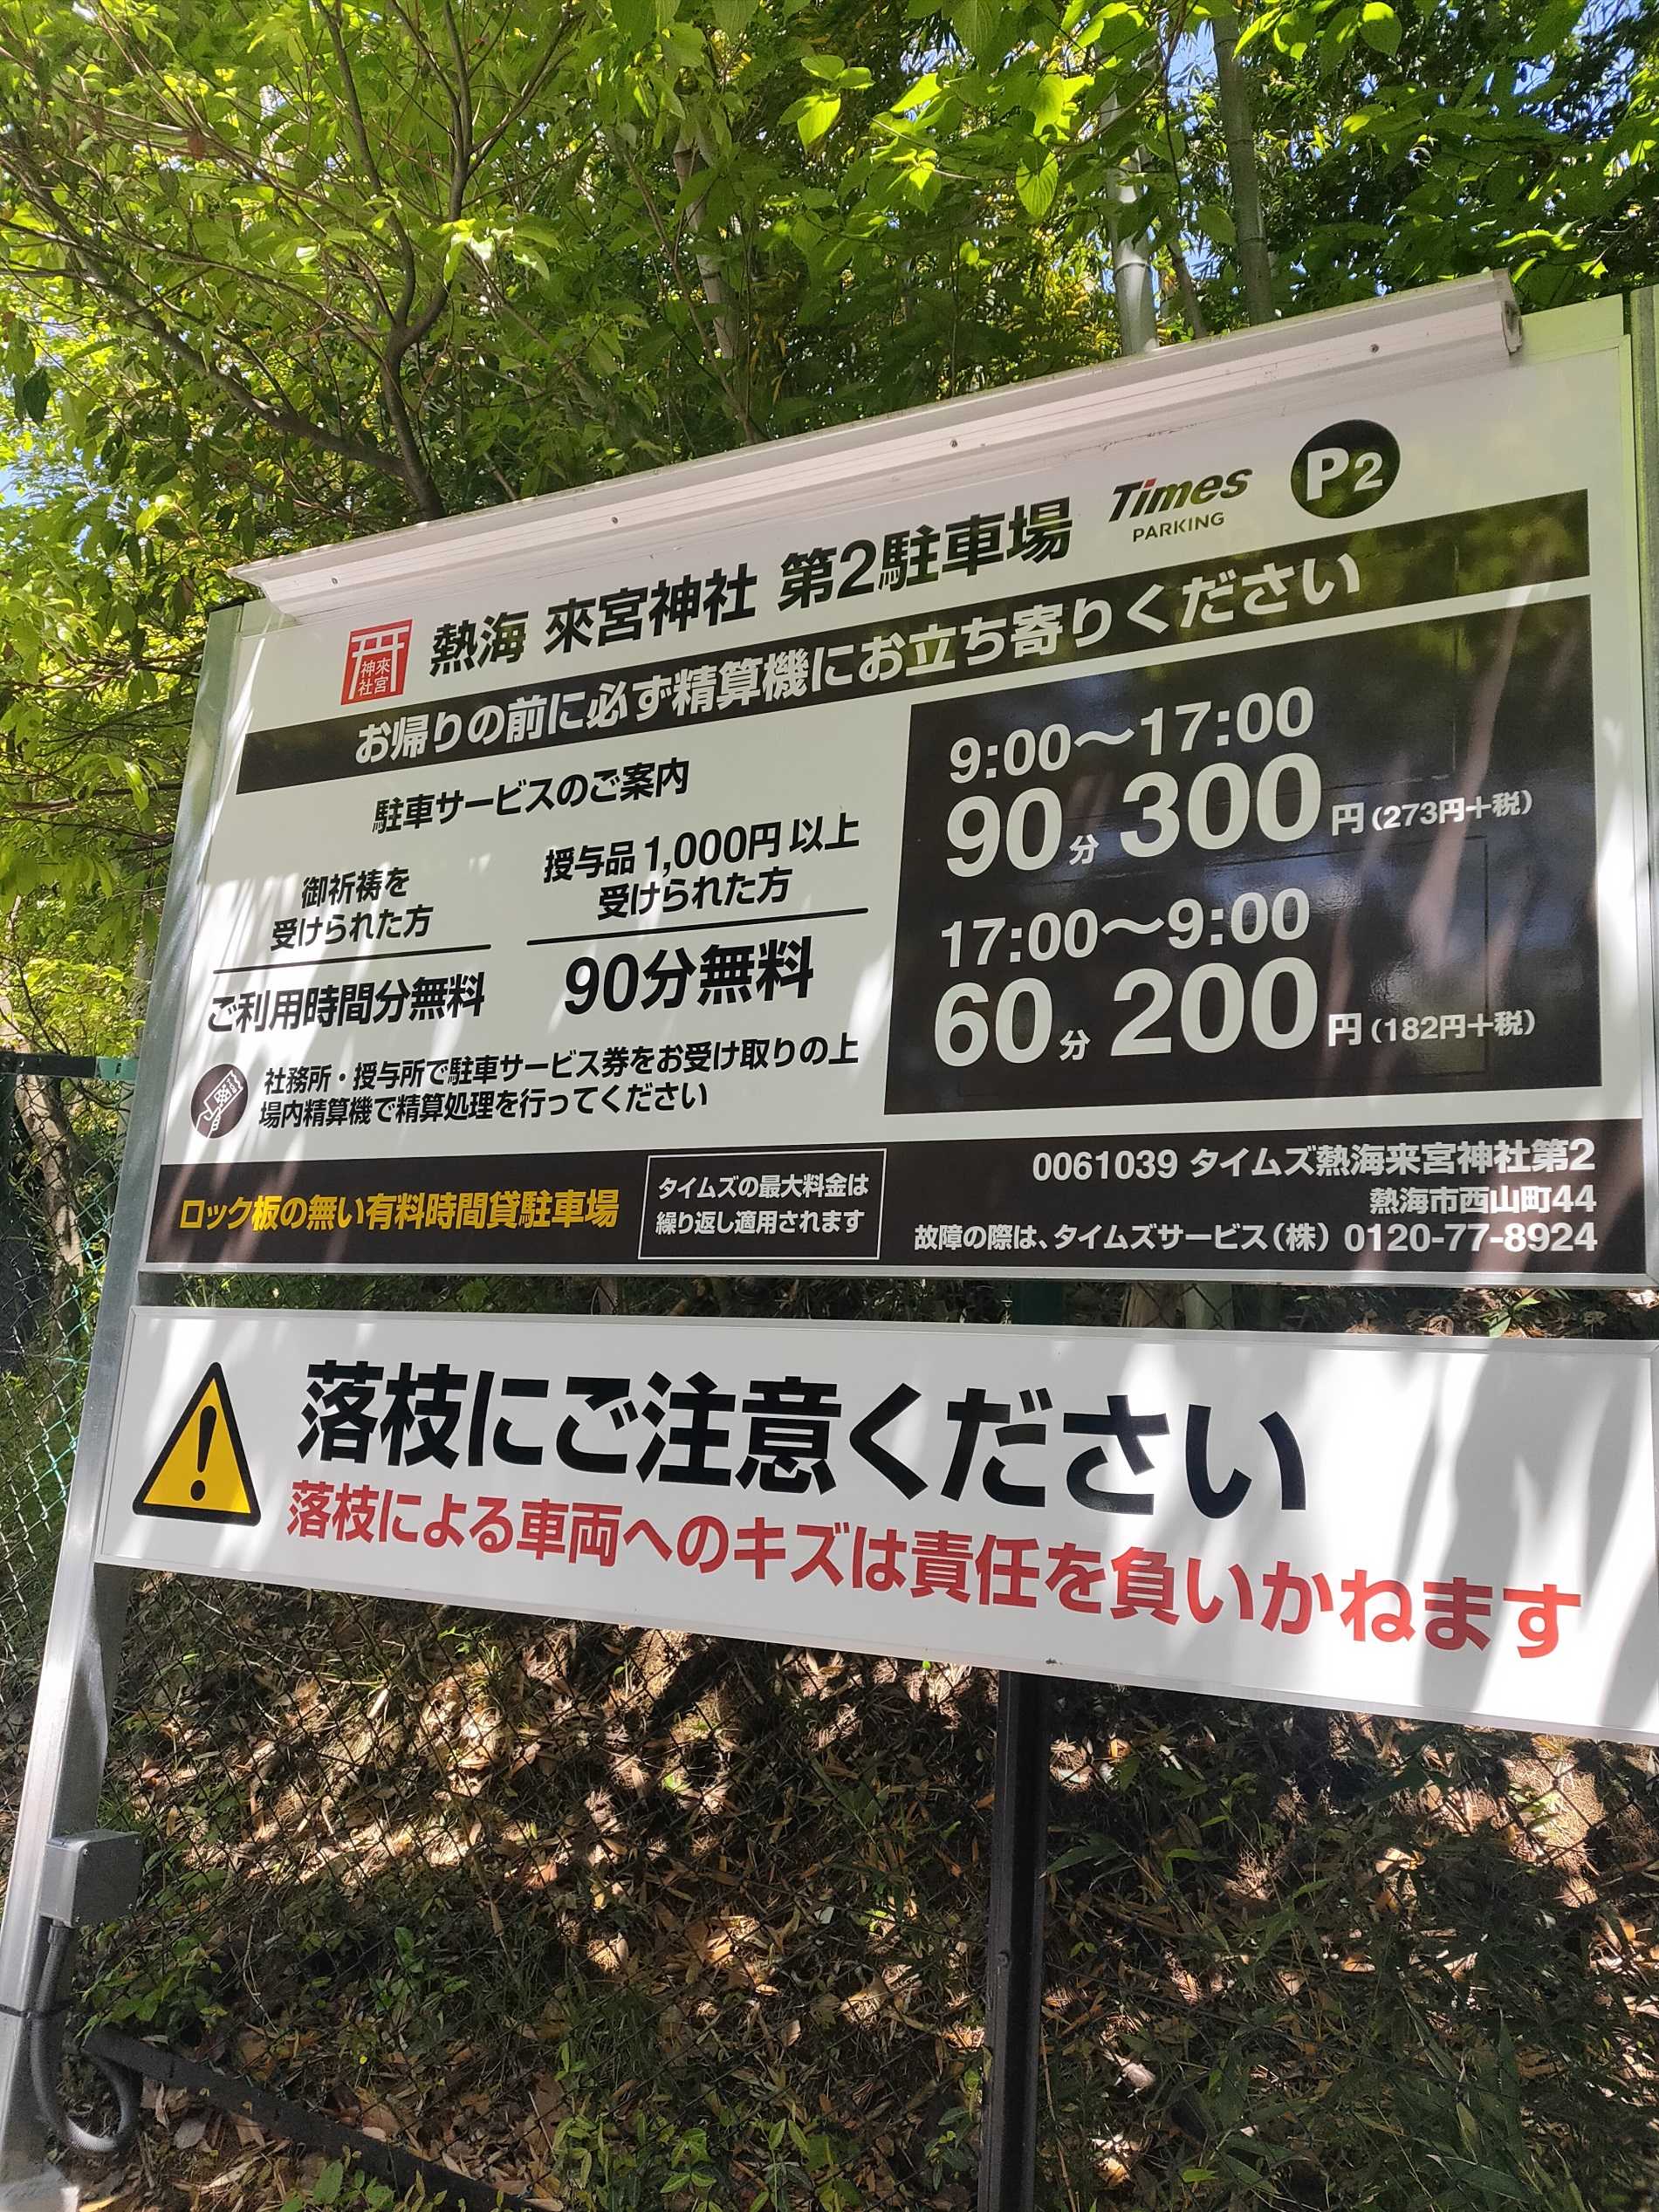 來宮
神社
熱海 來宮神社 第2駐車場
Times
PARKING
P2
お帰りの前に必ず精算機にお立ち寄りください
駐車サービスのご案内
御祈祷を
受けられた方
ご利用時間分無料
授与品1,000円以上
受けられた方
90分無料
社務所・授与所で駐車サービス券をお受け取りの上
場内精算機で精算処理を行ってください
9:00〜17:00
90分 300円(273円+税)
17:00〜9:00
60分 200円(182円+税)
ロック板の無い有料時間貸駐車場
タイムズの最大料金は
繰り返し適用されます
0061039 タイムズ熱海来宮神社第2
熱海市西山町44
故障の際は、タイムズサービス(株) 0120-77-8924
落枝にご注意ください
落枝による車両へのキズは責任を負いかねます